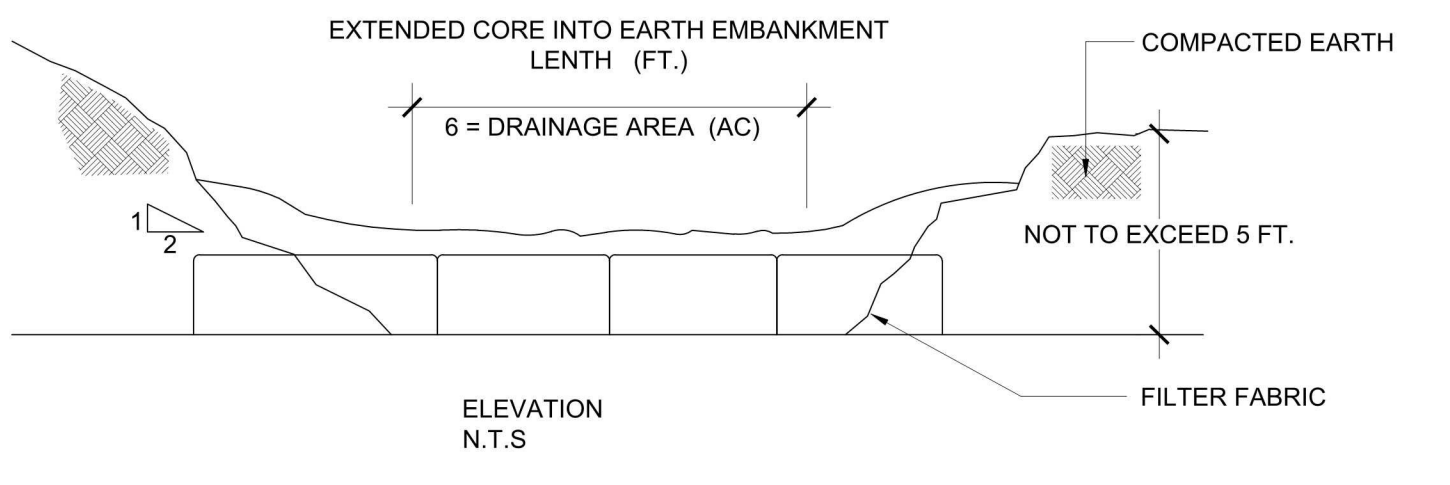 EXTENDED CORE INTO EARTH EMBANKMENT
LENTH (FT.)
COMPACTED EARTH
6 = DRAINAGE AREA (AC)
1
2
NOT TO EXCEED 5 FT.
FILTER FABRIC
ELEVATION
N.T.S